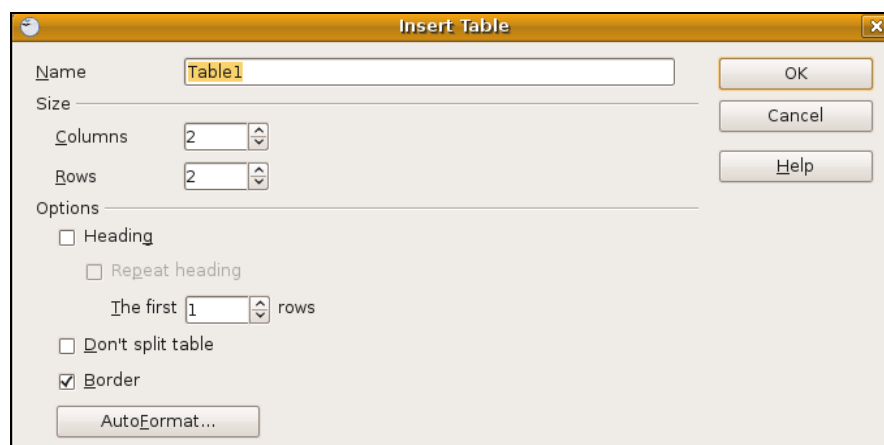 Insert Table
Name Table1 OK
Size
Cancel
Columns 2
Help
Rows 2
Options
Heading
Repeat heading
The first 1 rows
Don't split table
Border
AutoFormat...